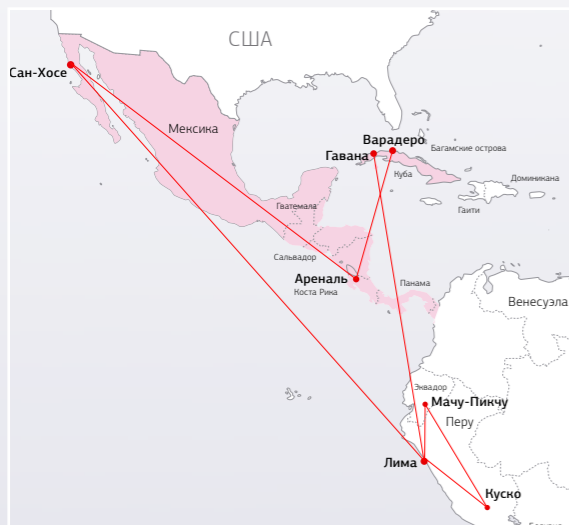 США
Сан-Хосе
Мексика
Варадеро
Багамские острова
Гавана
Куба
Доминикана
Гаити
Гватемала
Сальвадор
Ареналь
Коста Рика
Панама
Венесуэла
Эквадор
Мачу-Пикчу
Перу
Лима
Куско